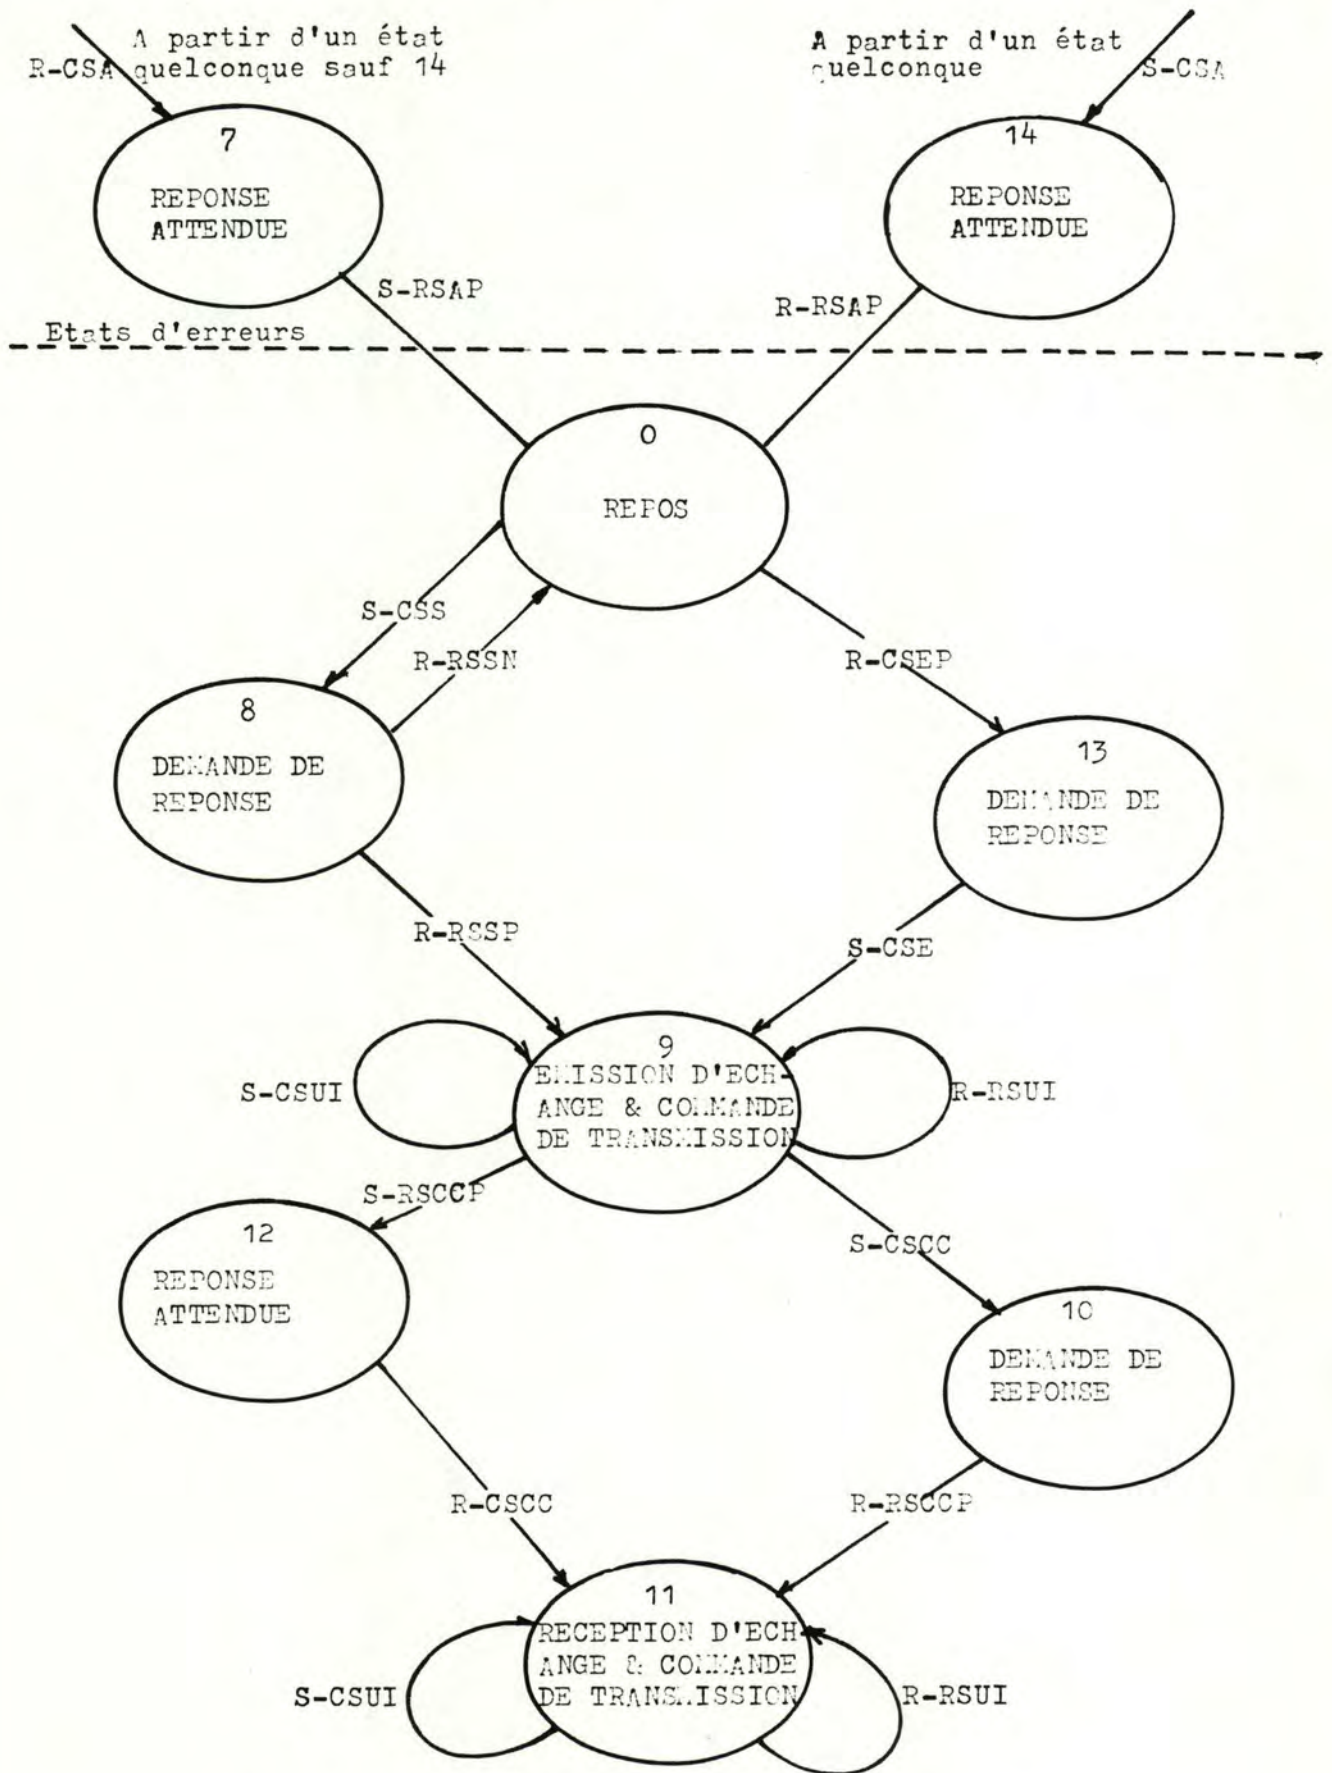 A partir d'un état
quelconque sauf 14
R-CSA
A partir d'un état
quelconque
S-CSA
7
REPONSE
ATTENDUE
14
REPONSE
ATTENDUE
S-RSAP
R-RSAP
Etats d'erreurs
0
REPOS
S-CSS
R-RSSN
R-CSEP
8
DEMANDE DE
REPONSE
13
DEMANDE DE
REPONSE
R-RSSP
S-CSE
9
EMISSION D'ECH-
ANGE & COMMANDE
DE TRANSMISSION
S-CSUI
R-RSUI
S-RSCCP
S-CSCC
12
REPONSE
ATTENDUE
10
DEMANDE DE
REPONSE
R-CSCC
R-RSCCP
11
RECEPTION D'ECH-
ANGE & COMMANDE
DE TRANSMISSION
S-CSUI
R-RSUI